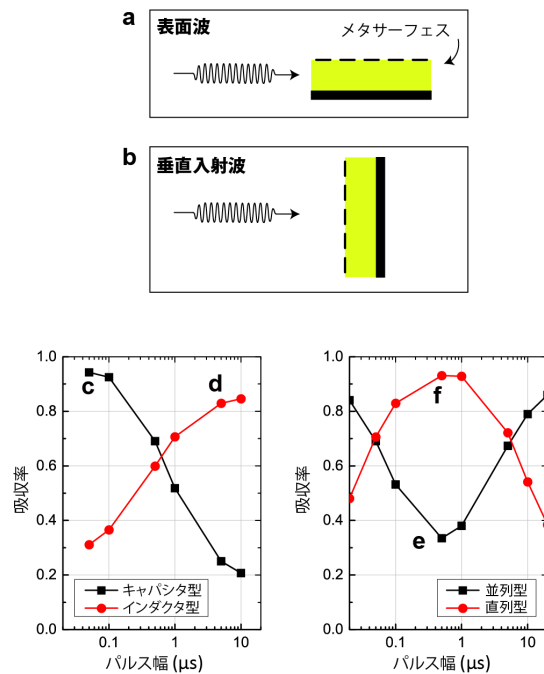 a
表面波
メタサーフェス
b
垂直入射波
1.0
0.8
0.6
0.4
0.2
0.0
吸収率
c
d
キャパシタ型
インダクタ型
0.1
1
10
パルス幅 (μs)
1.0
0.8
0.6
0.4
0.2
0.0
吸収率
f
e
並列型
直列型
0.1
1
10
パルス幅 (μs)